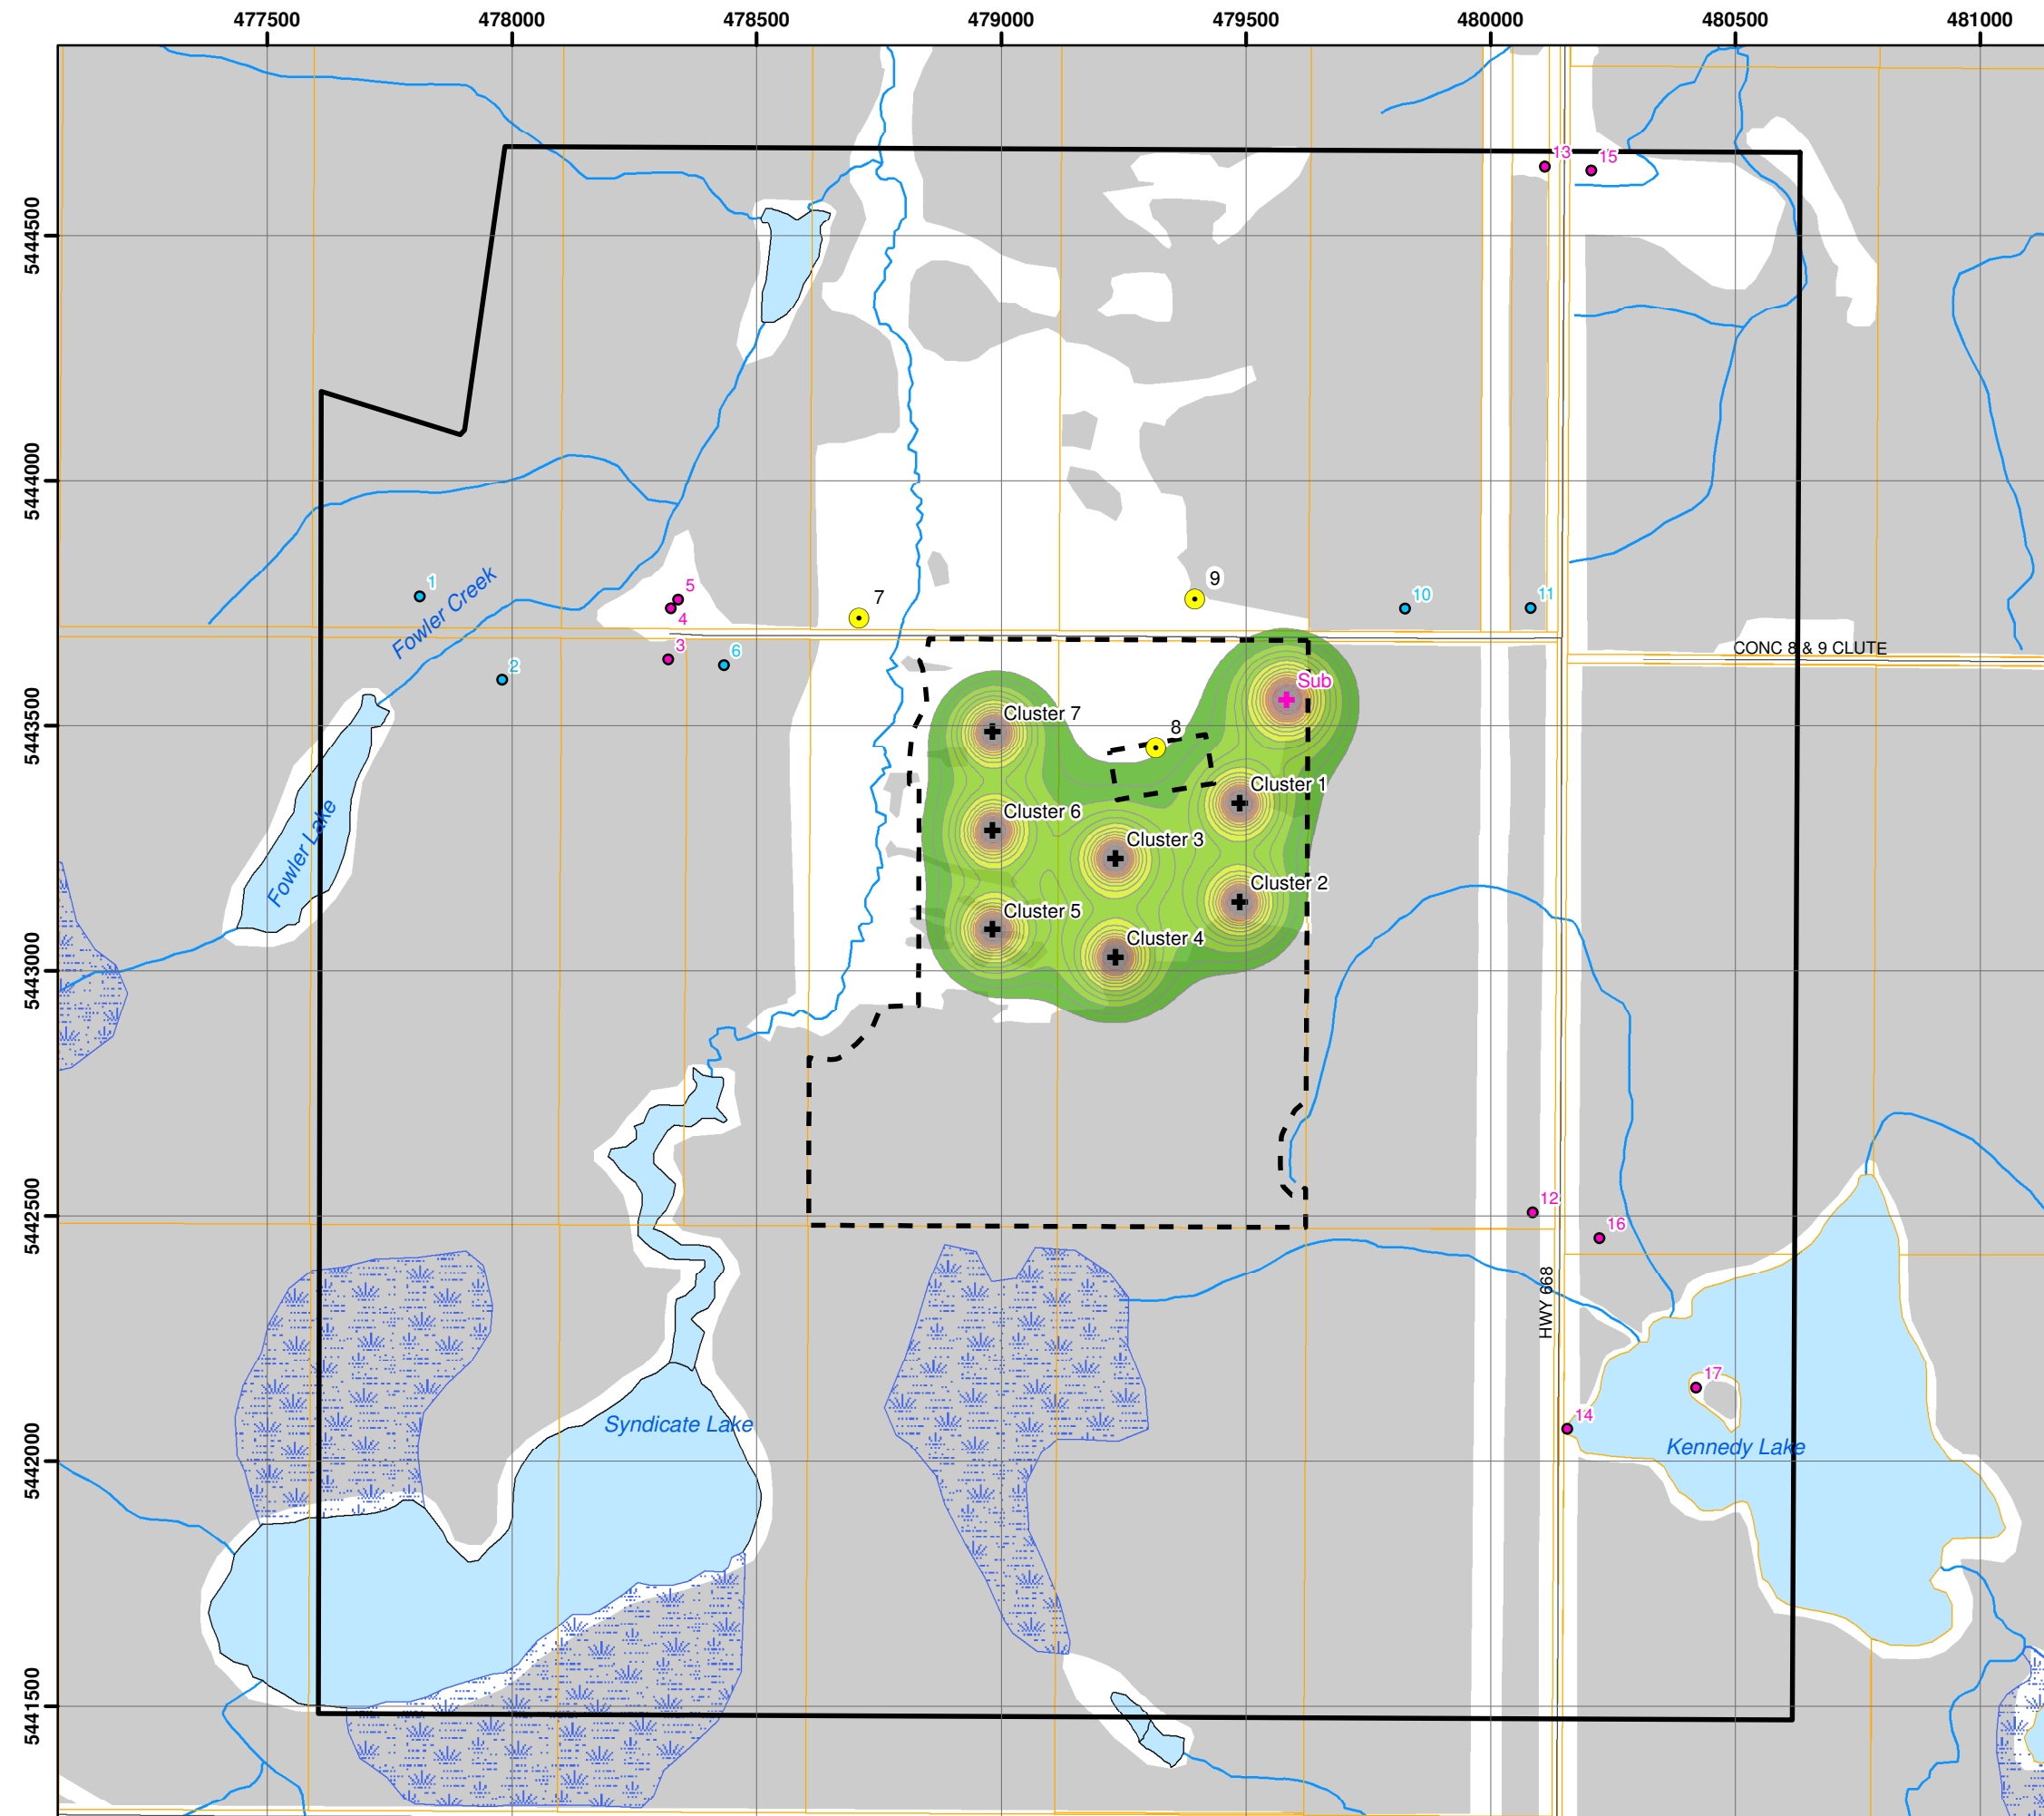 477500 478000 478500 479000 479500 480000 480500 481000
5444500
5444000
5443500
5443000
5442500
5442000
5441500
13
15
1
5
4
3
6
2
7
9
10
11
CONC 8 & 9 CLUTE
Fowler Creek
Fowler Lake
Sub
Cluster 7
8
Cluster 1
Cluster 6
Cluster 3
Cluster 2
Cluster 5
Cluster 4
12
16
HWY 668
17
14
Syndicate Lake
Kennedy Lake